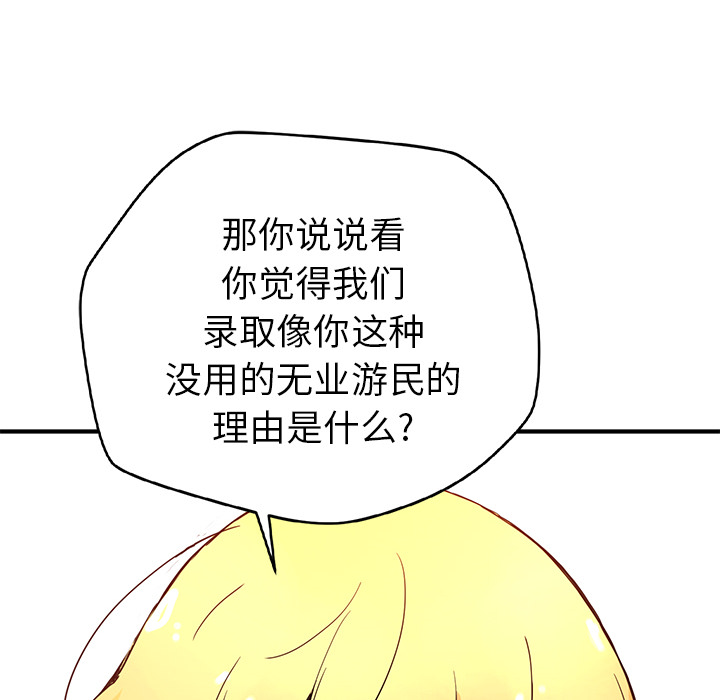 那你说说看
你觉得我们
录取像你这种
没用的无业游民的
理由是什么?